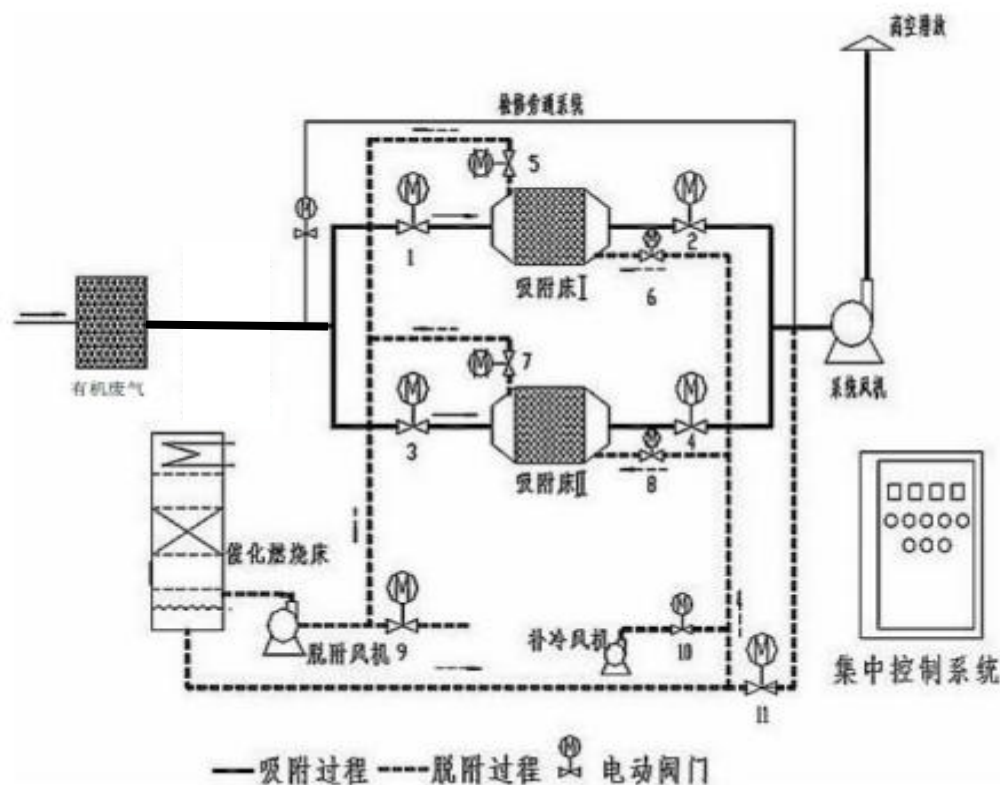 高空排放
检修旁通系统
M
5
M
M
M
1
2
M
6
吸附床Ⅰ
有机废气
M
7
系统风机
M
M
3
4
M
8
吸附床Ⅱ
催化燃烧床
M
脱附风机
9
补冷风机
M
10
M
11
集中控制系统
吸附过程
脱附过程
M
电动阀门